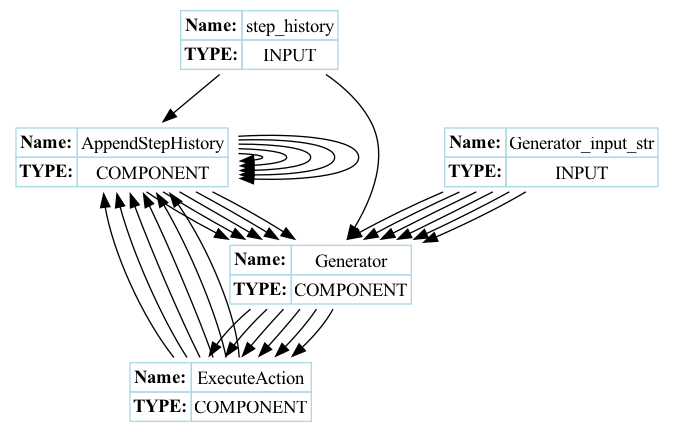 Name: step_history
TYPE: INPUT
Name: AppendStepHistory
TYPE: COMPONENT
Name: Generator_input_str
TYPE: INPUT
Name: Generator
TYPE: COMPONENT
Name: ExecuteAction
TYPE: COMPONENT